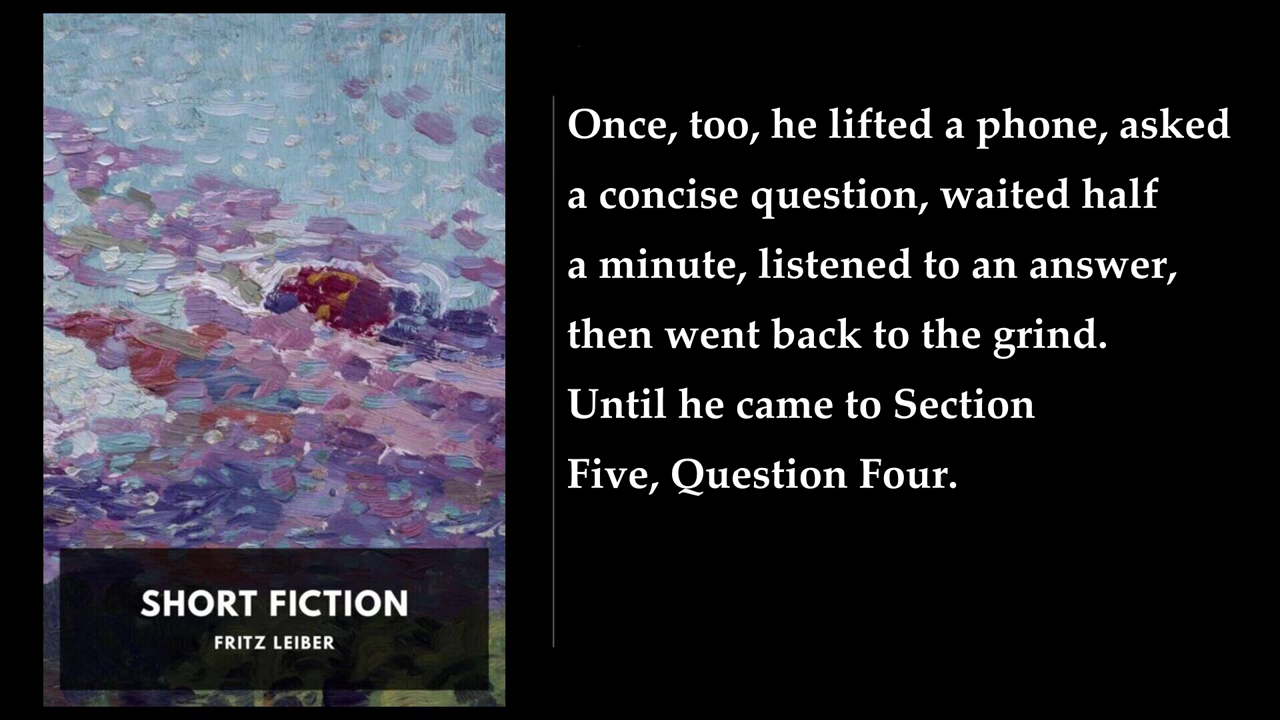 SHORT FICTION
FRITZ LEIBER
Once, too, he lifted a phone, asked
a concise question, waited half
a minute, listened to an answer,
then went back to the grind.
Until he came to Section
Five, Question Four.